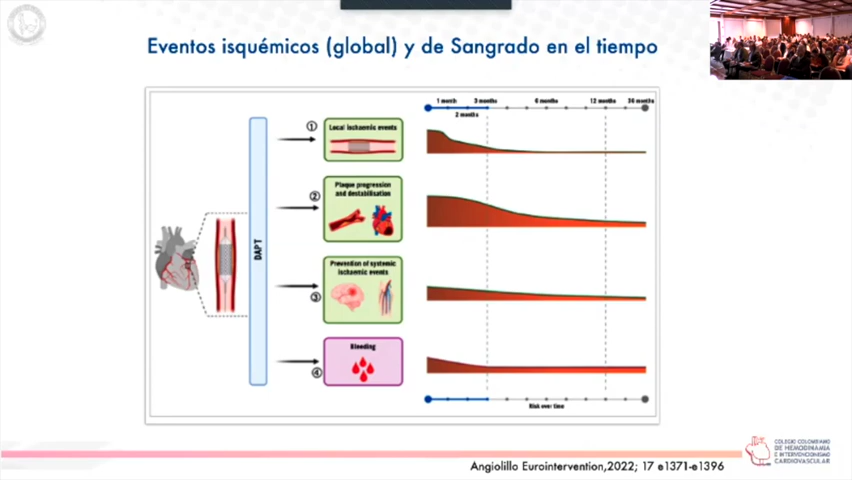 Eventos isquémicos (global) y de Sangrado en el tiempo
1 month
3 months
6 months
12 months
36 months
2 months
DAPT
1
Local ischaemic events
2
Plaque progression
and destabilisation
Prevention of systemic
ischaemic events
3
Bleeding
4
Risk over time
Angiolillo Eurointervention,2022; 17 e1371-e1396
COLEGIO COLOMBIANO
DE HEMODINAMIA
E INTERVENCIONISMO
CARDIOVASCULAR